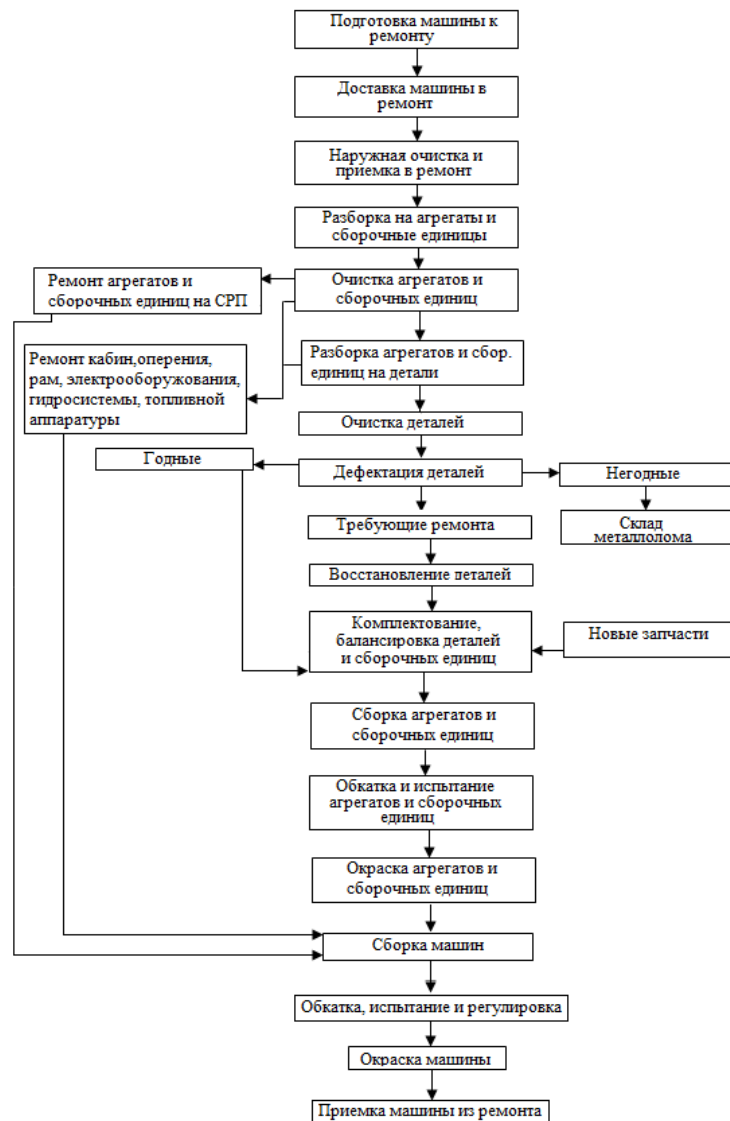 Подготовка машины к
ремонту
Доставка машины в
ремонт
Наружная очистка и
приемка в ремонт
Разборка на агрегаты и
сборочные единицы
Ремонт агрегатов и
сборочных единиц на СРП
Очистка агрегатов и
сборочных единиц
Ремонт кабин,оперения,
рам, электрооборужования,
гидросистемы, топливной
аппаратуры
Разборка агрегатов и сбор.
единиц на детали
Очистка деталей
Годные
Дефектация деталей
Негодные
Требующие ремонта
Склад
металлолома
Восстановление деталей
Комплектование,
балансировка деталей
и сборочных единиц
Новые запчасти
Сборка агрегатов и
сборочных единиц
Обкатка и испытание
агрегатов и сборочных
единиц
Окраска агрегатов и
сборочных единиц
Сборка машин
Обкатка, испытание и регулировка
Окраска машины
Приемка машины из ремонта